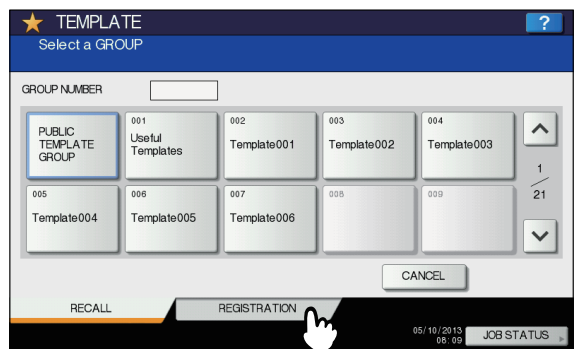 TEMPLATE
?
Select a GROUP
GROUP NUMBER
PUBLIC
TEMPLATE
GROUP
001
Useful
Templates
002
Template001
003
Template002
004
Template003
1
21
005
Template004
006
Template005
007
Template006
008
009
CANCEL
RECALL
REGISTRATION
05/10/2013
08:09
JOB STATUS